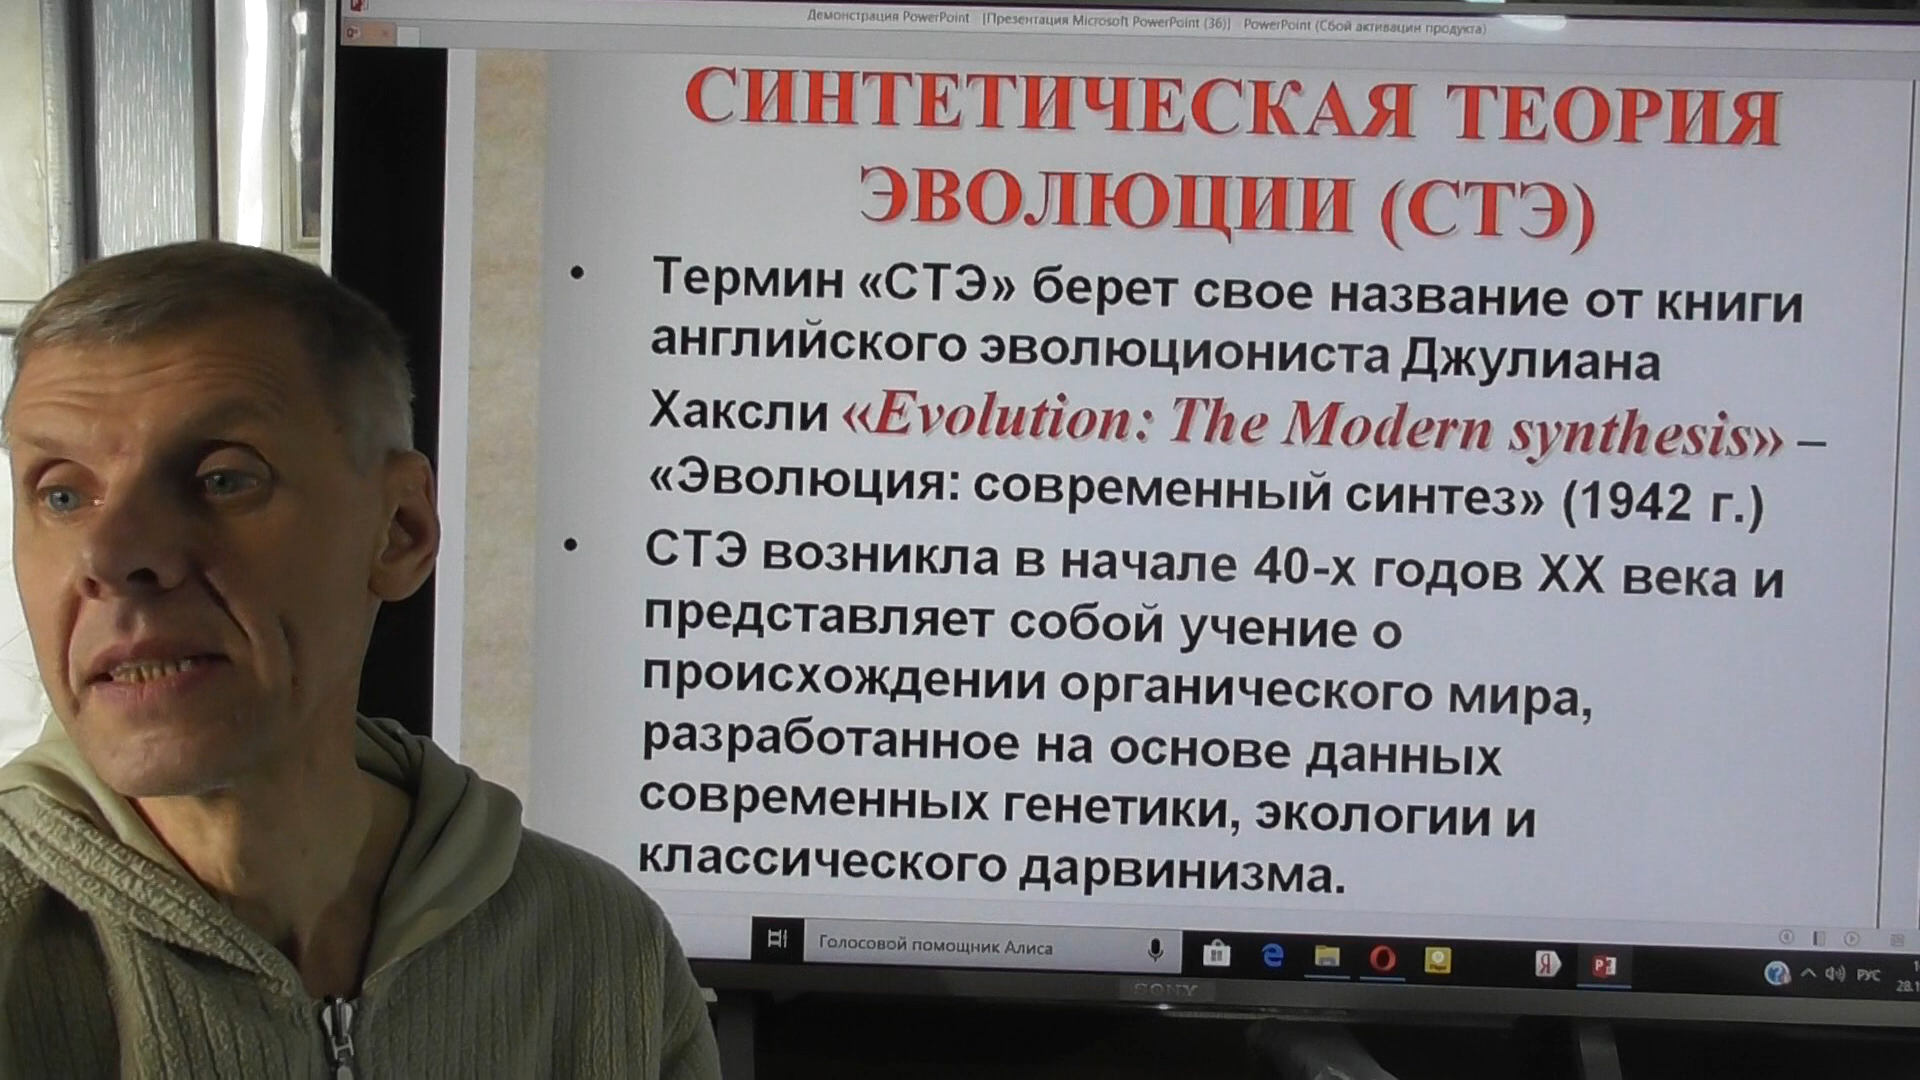 Демонстрация PowerPoint [Презентация Microsoft PowerPoint (36)] PowerPoint (Сбой активации продукта)
СИНТЕТИЧЕСКАЯ ТЕОРИЯ
ЭВОЛЮЦИИ (СТЭ)
• Термин «СТЭ» берет свое название от книги
английского эволюциониста Джулиана
Хаксли «Evolution: The Modern synthesis» –
«Эволюция: современный синтез» (1942 г.)
• СТЭ возникла в начале 40-х годов XX века и
представляет собой учение о
происхождении органического мира,
разработанное на основе данных
современных генетики, экологии и
классического дарвинизма.
Голосовой помощник Алиса
Я
P
РУС
SONY